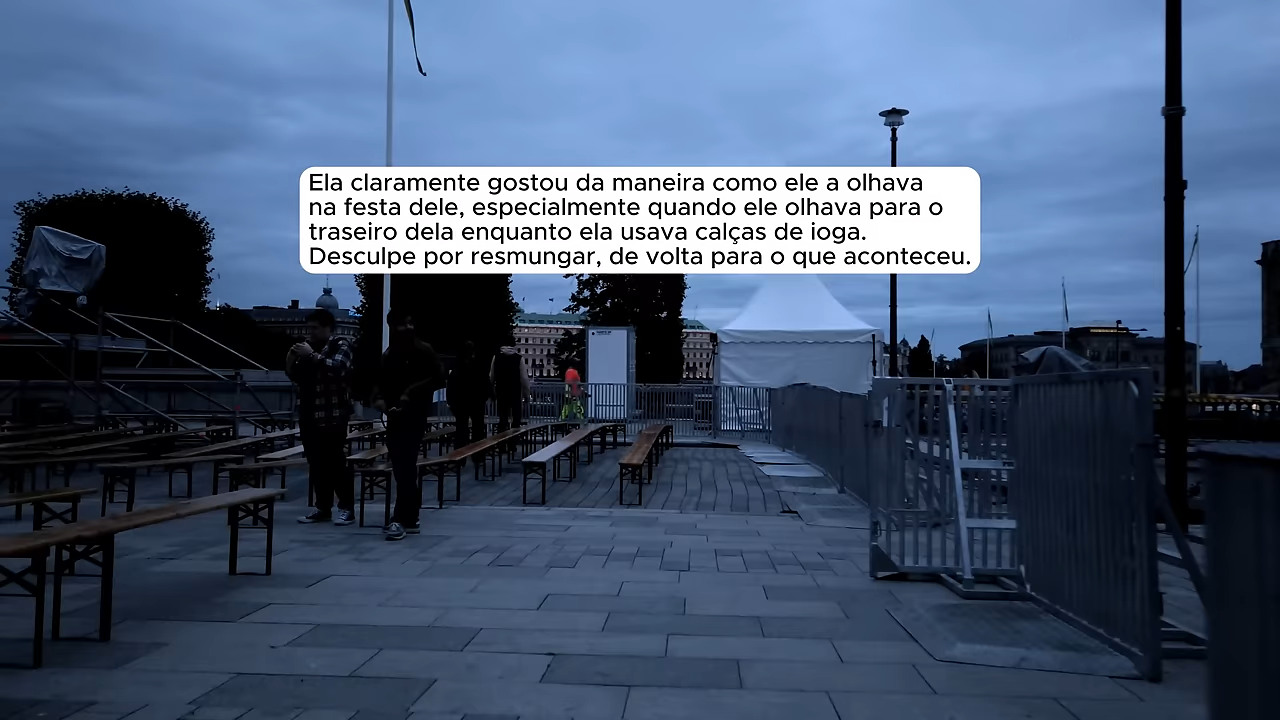 Ela claramente gostou da maneira como ele a olhava
na festa dele, especialmente quando ele olhava para o
traseiro dela enquanto ela usava calças de ioga.
Desculpe por resmungar, de volta para o que aconteceu.